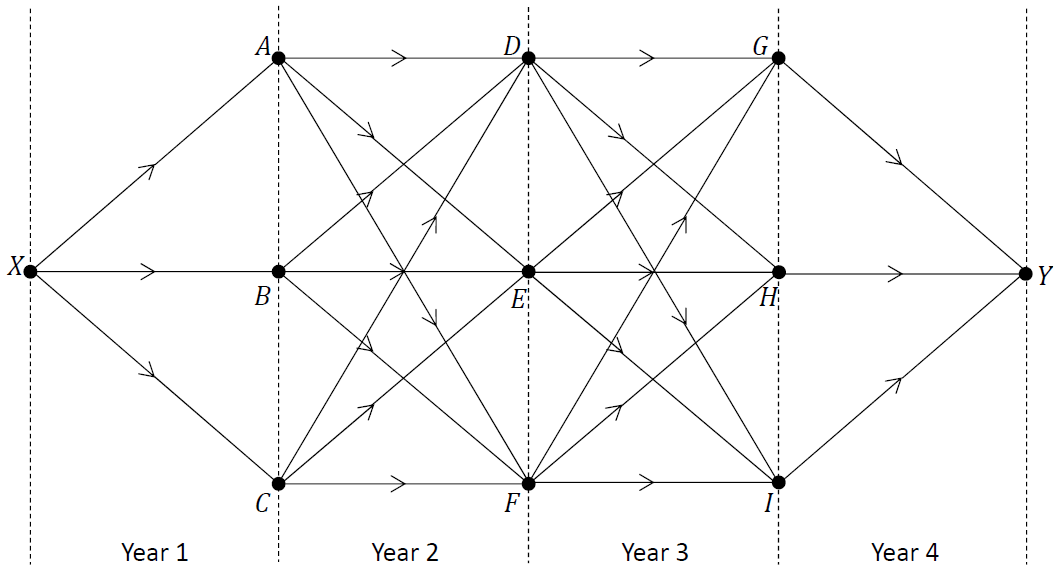 A D G
X B E H Y
C F I
Year 1 Year 2 Year 3 Year 4